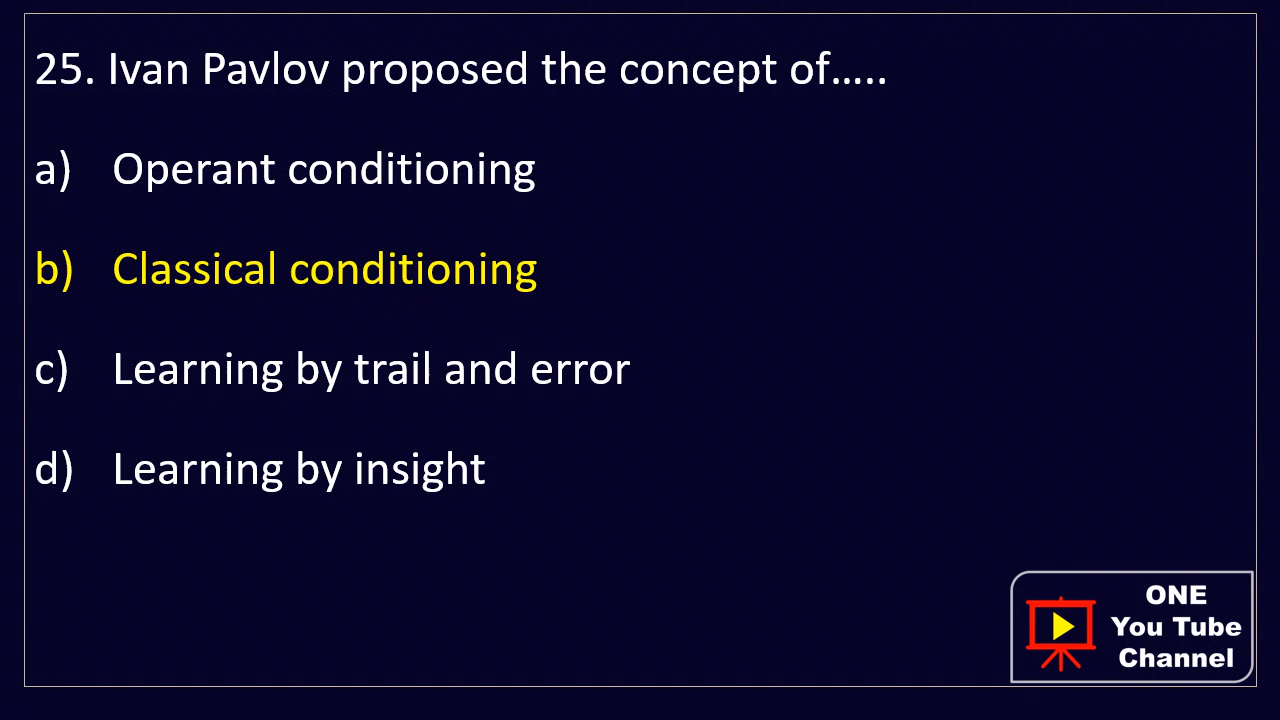 25. Ivan Pavlov proposed the concept of…..
a) Operant conditioning
b) Classical conditioning
c) Learning by trail and error
d) Learning by insight
ONE
You Tube
Channel